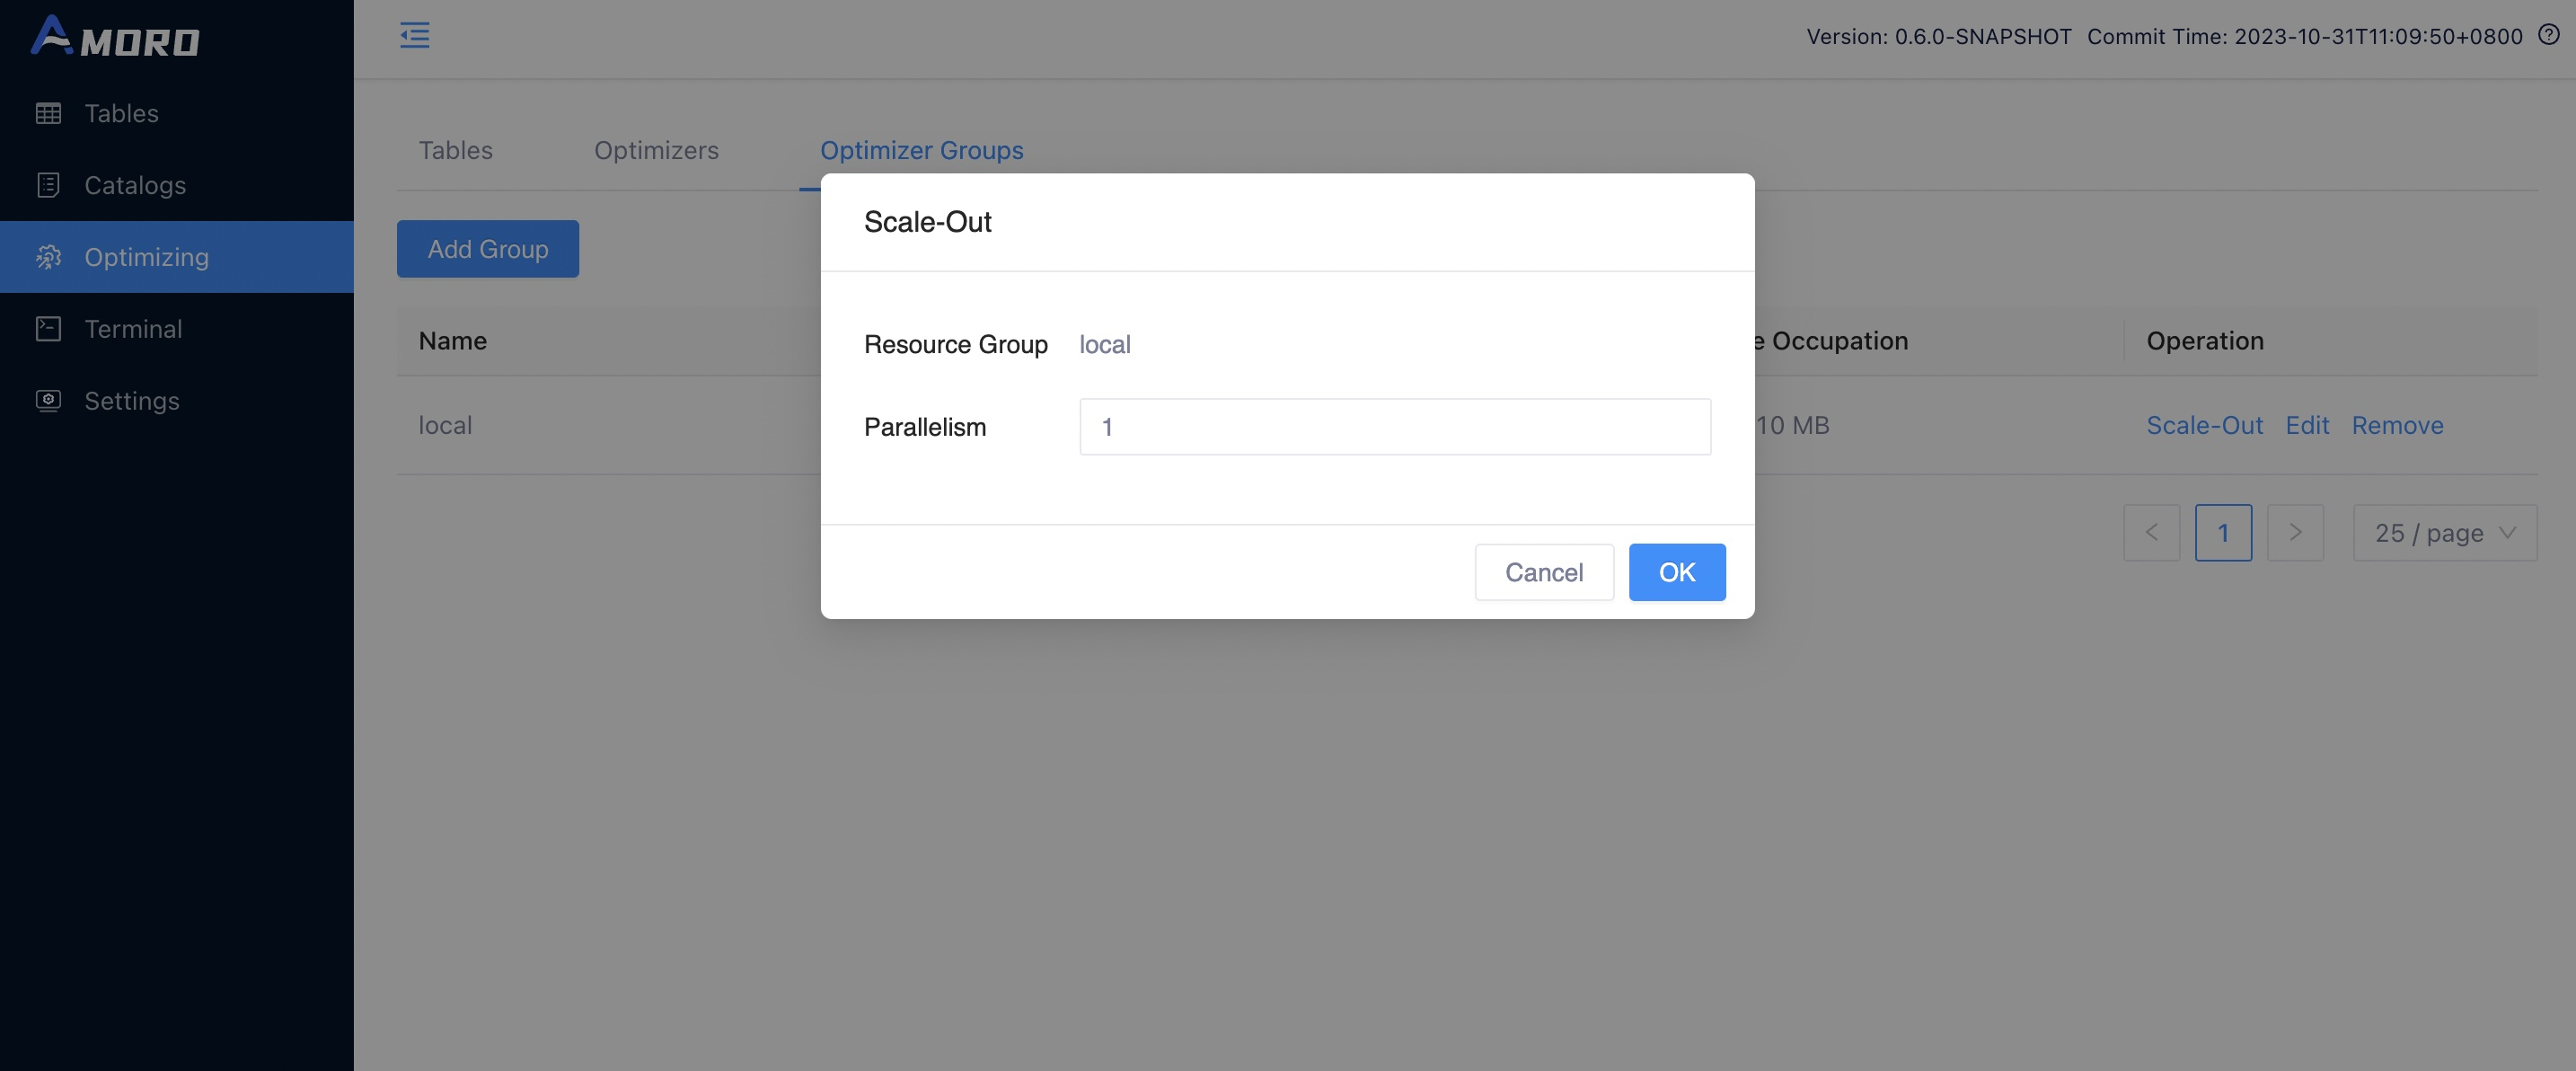 AMORO
Version: 0.6.0-SNAPSHOT Commit Time: 2023-10-31T11:09:50+0800
Tables
Catalogs
Optimizing
Terminal
Settings
Tables Optimizers Optimizer Groups
Add Group
Name e Occupation Operation
local 10 MB Scale-Out Edit Remove
1 25 / page
Scale-Out
Resource Group local
Parallelism 1
Cancel OK